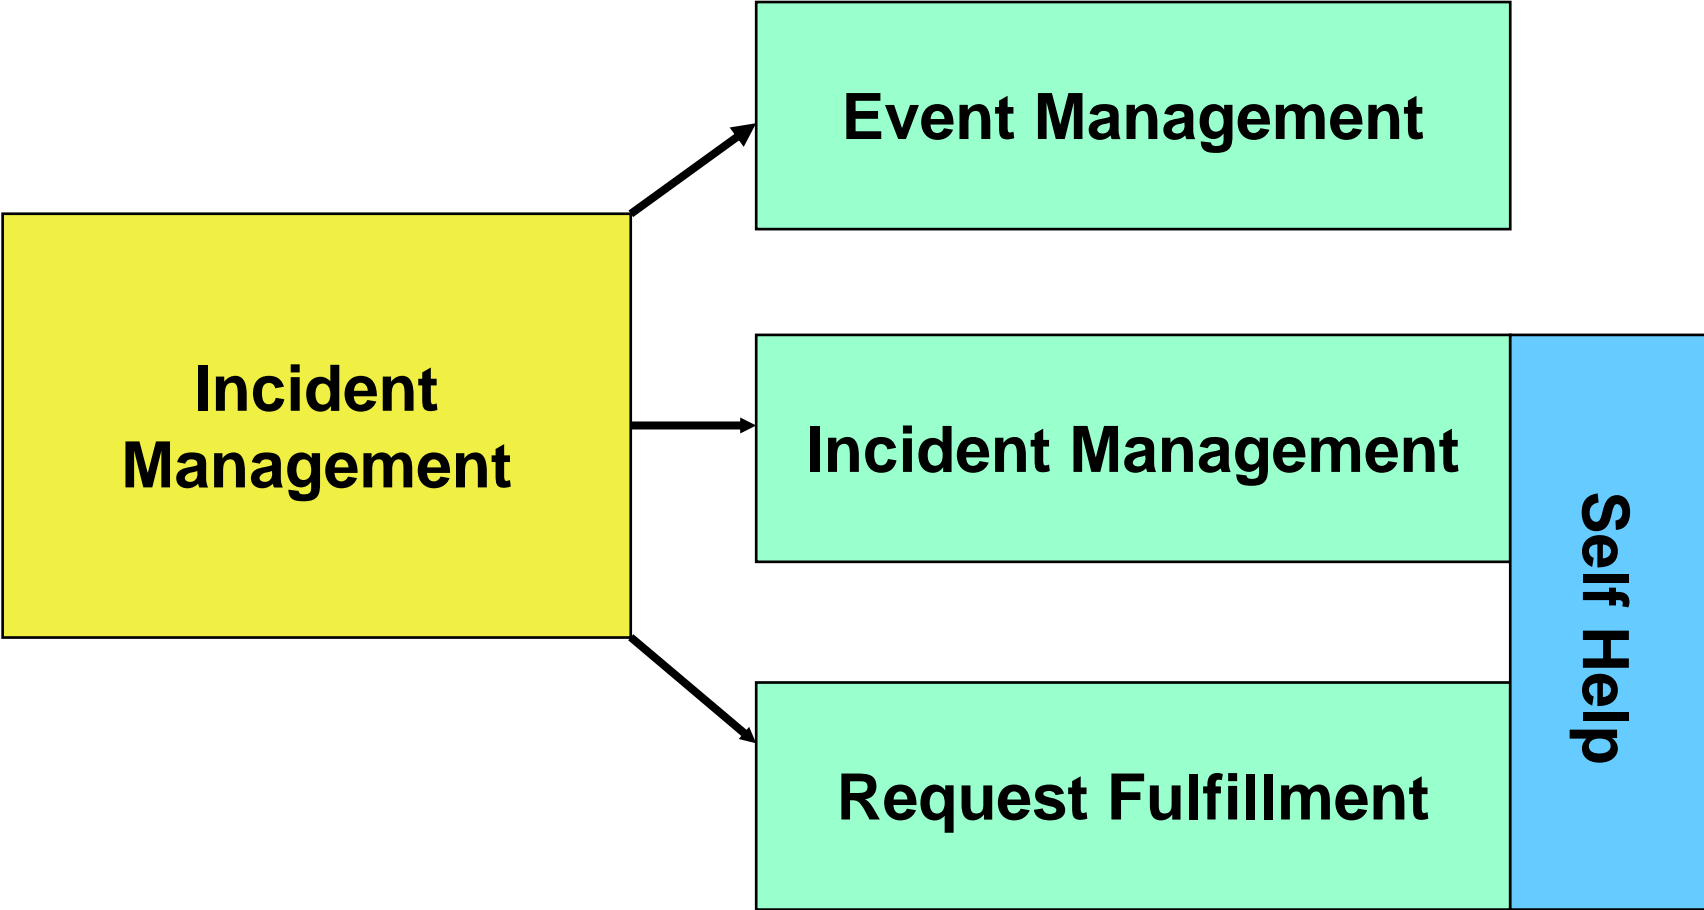 Event Management
Incident
Management
Incident Management
Self Help
Request Fulfillment